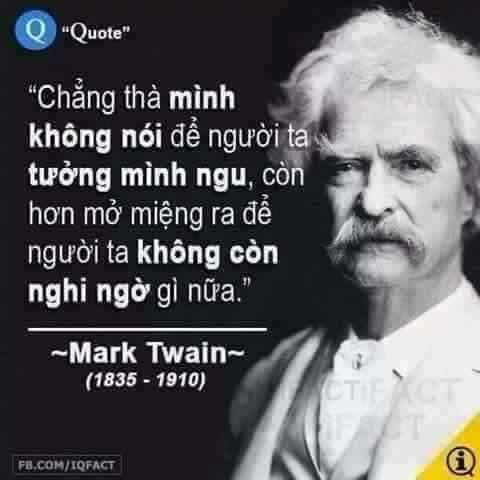 Q "Quote"
“Chẳng thà mình
không nói để người ta
tưởng mình ngu, còn
hơn mở miệng ra để
người ta không còn
nghi ngờ gì nữa.”
~Mark Twain~
(1835 - 1910)
FB.COM/IQFACT
i